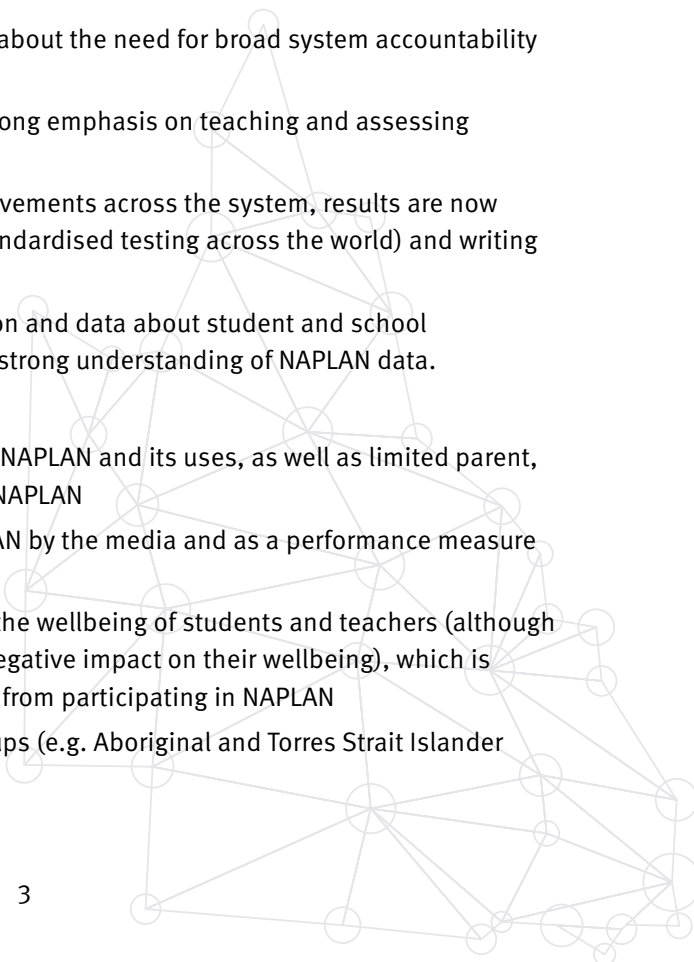 about the need for broad system accountability
ong emphasis on teaching and assessing
vements across the system, results are now
ndardised testing across the world) and writing
on and data about student and school
strong understanding of NAPLAN data.
NAPLAN and its uses, as well as limited parent,
NAPLAN
AN by the media and as a performance measure
the wellbeing of students and teachers (although
egative impact on their wellbeing), which is
from participating in NAPLAN
ups (e.g. Aboriginal and Torres Strait Islander
3